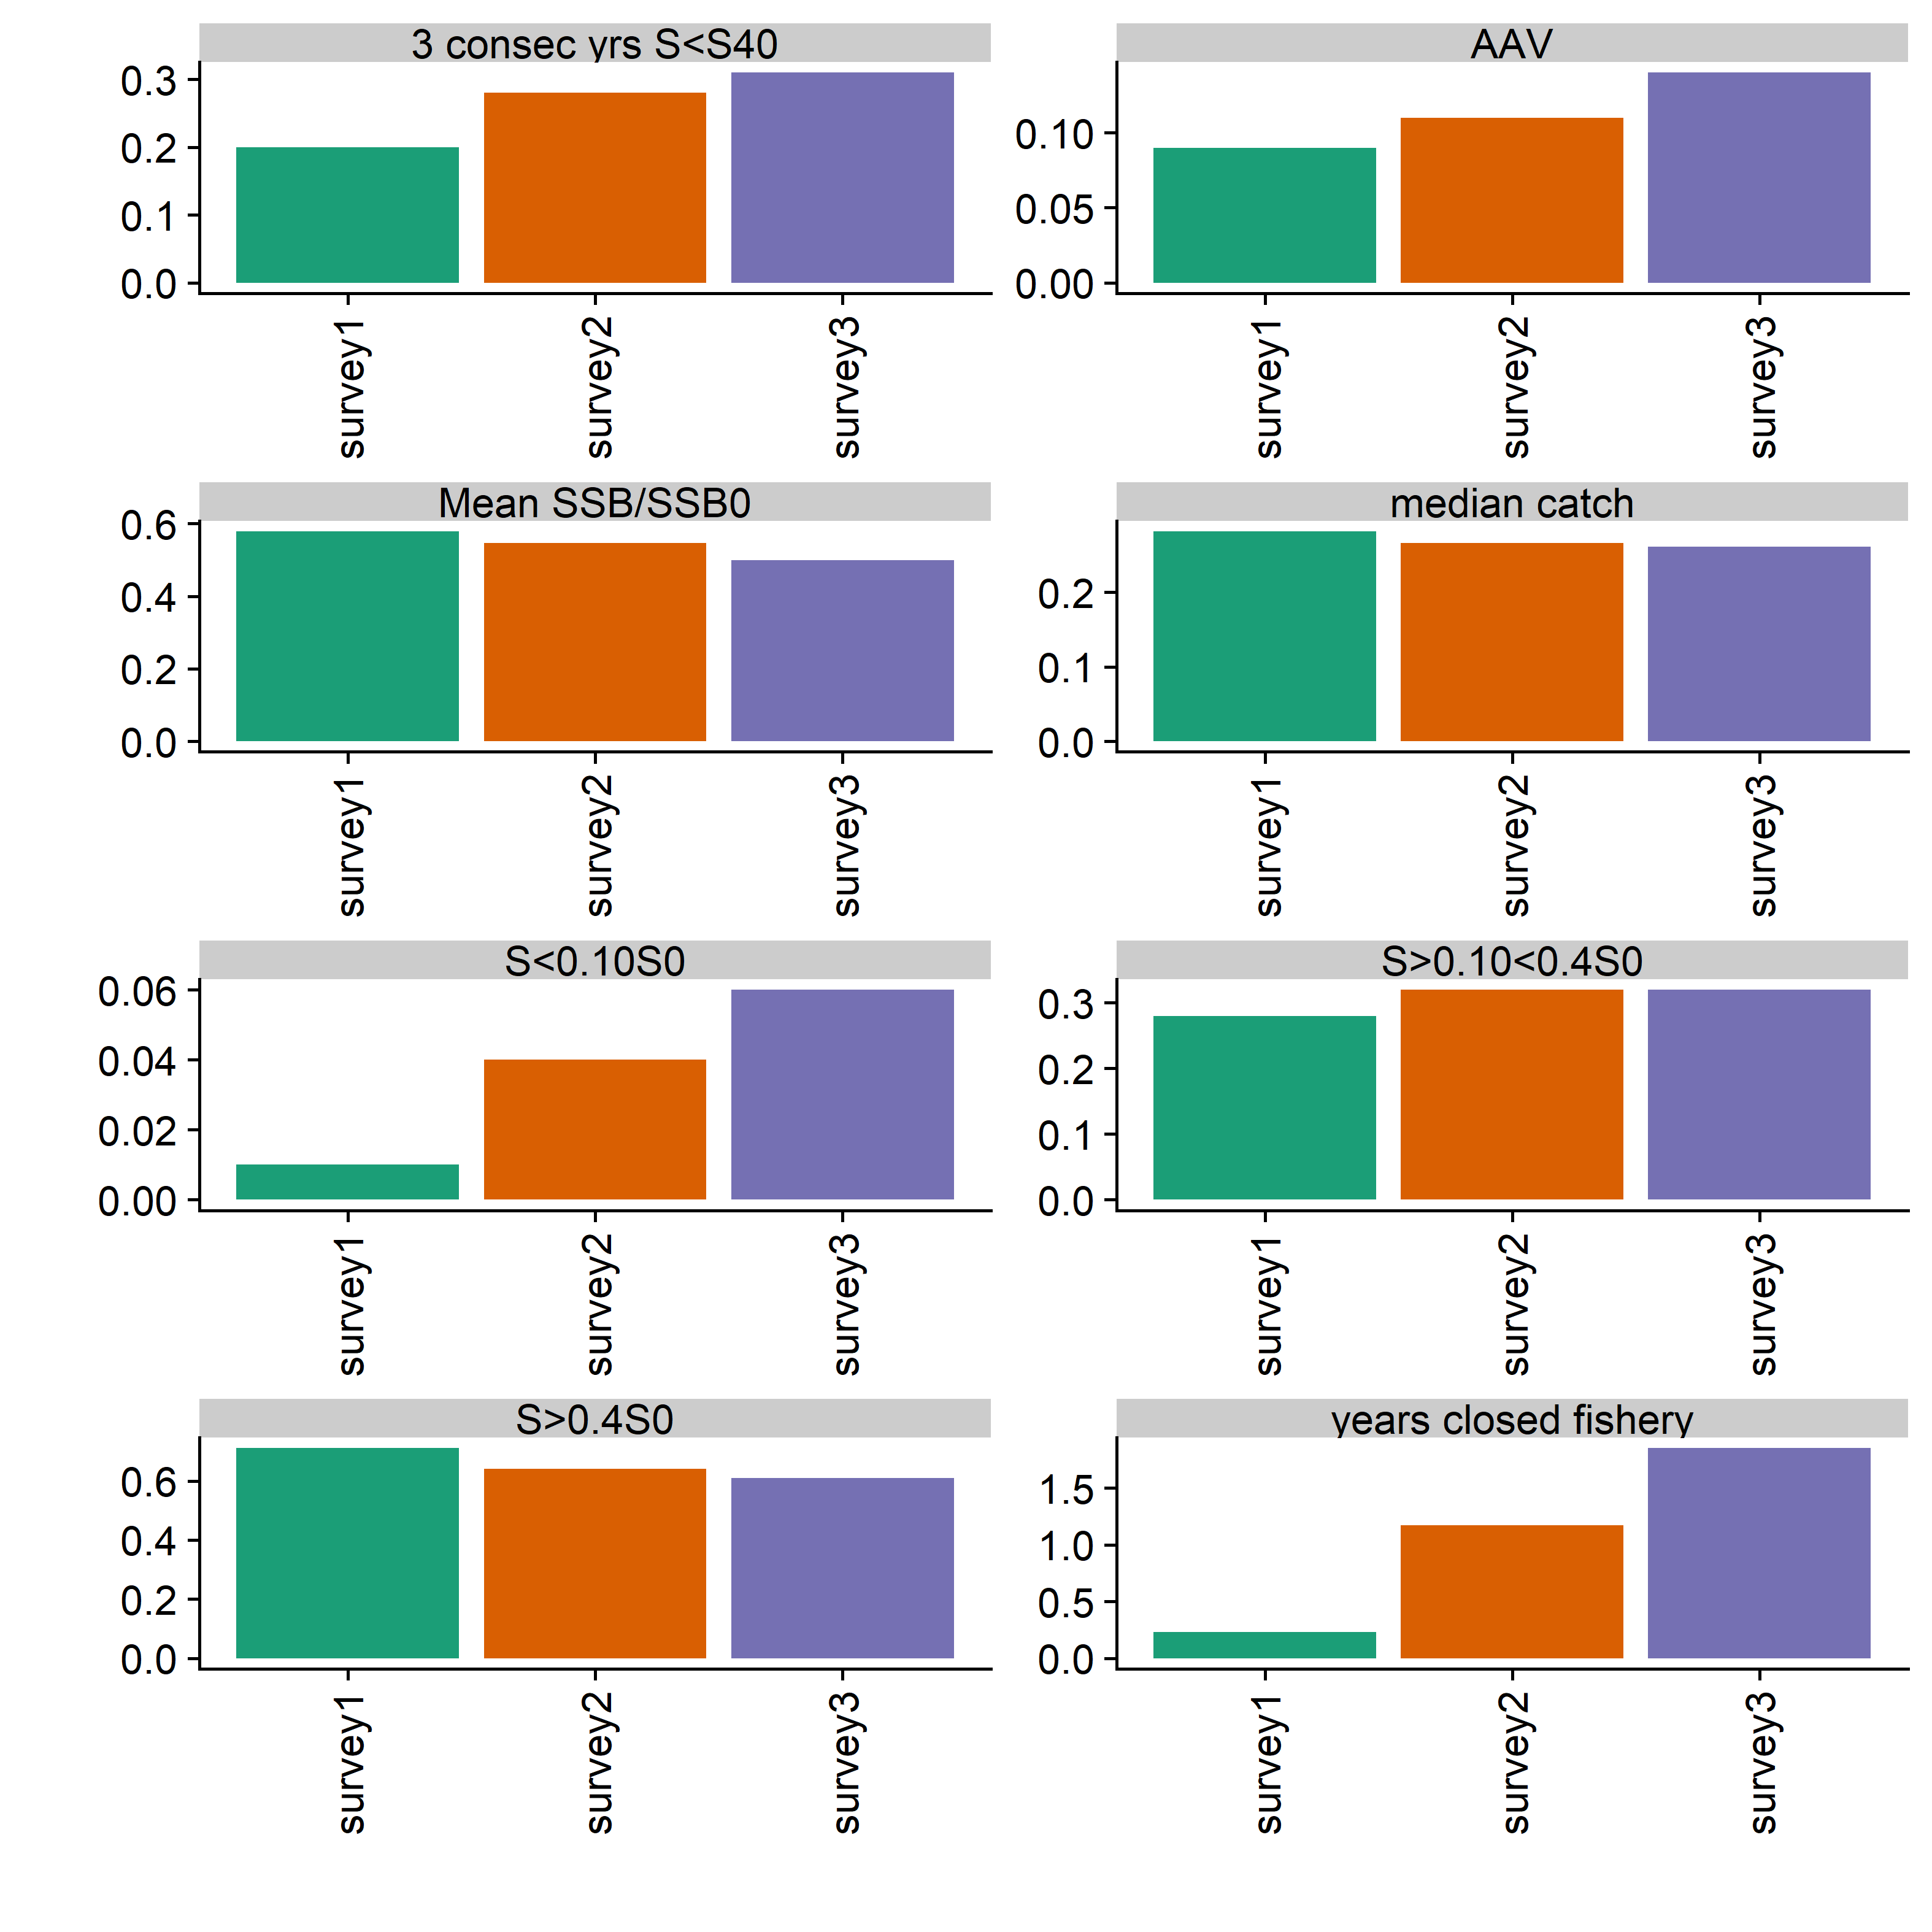 3 consec yrs S<S40
0.3
0.2
0.1
0.0
survey1
survey2
survey3
AAV
0.10
0.05
0.00
survey1
survey2
survey3
Mean SSB/SSB0
0.6
0.4
0.2
0.0
survey1
survey2
survey3
median catch
0.2
0.1
0.0
survey1
survey2
survey3
S<0.10S0
0.06
0.04
0.02
0.00
survey1
survey2
survey3
S>0.10<0.4S0
0.3
0.2
0.1
0.0
survey1
survey2
survey3
S>0.4S0
0.6
0.4
0.2
0.0
survey1
survey2
survey3
years closed fishery
1.5
1.0
0.5
0.0
survey1
survey2
survey3